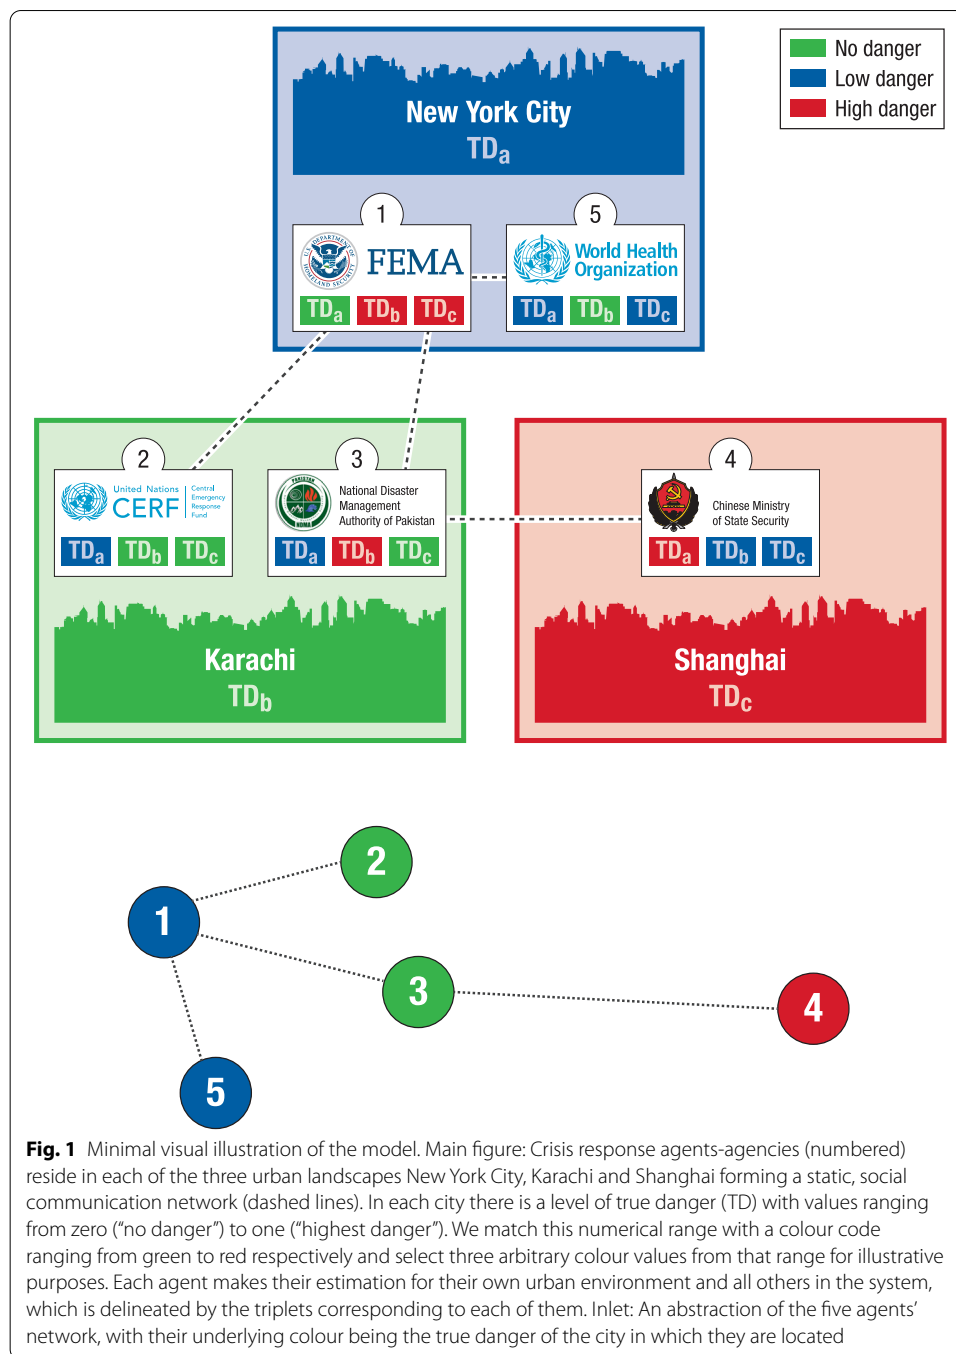 No danger
Low danger
High danger
New York City
TDa
1
5
U.S. DEPARTMENT OF
HOMELAND SECURITY
FEMA
World Health
Organization
TDa TDb TDc
TDa TDb TDc
2
3
4
United Nations
CERF
Central
Emergency
Response
Fund
PAKISTAN
NDMA
National Disaster
Management
Authority of Pakistan
Chinese Ministry
of State Security
TDa TDb TDc
TDa TDb TDc
TDa TDb TDc
Karachi
TDb
Shanghai
TDc
2
1
3
4
5
Fig. 1 Minimal visual illustration of the model. Main figure: Crisis response agents-agencies (numbered)
reside in each of the three urban landscapes New York City, Karachi and Shanghai forming a static, social
communication network (dashed lines). In each city there is a level of true danger (TD) with values ranging
from zero (“no danger”) to one (“highest danger”). We match this numerical range with a colour code
ranging from green to red respectively and select three arbitrary colour values from that range for illustrative
purposes. Each agent makes their estimation for their own urban environment and all others in the system,
which is delineated by the triplets corresponding to each of them. Inlet: An abstraction of the five agents’
network, with their underlying colour being the true danger of the city in which they are located